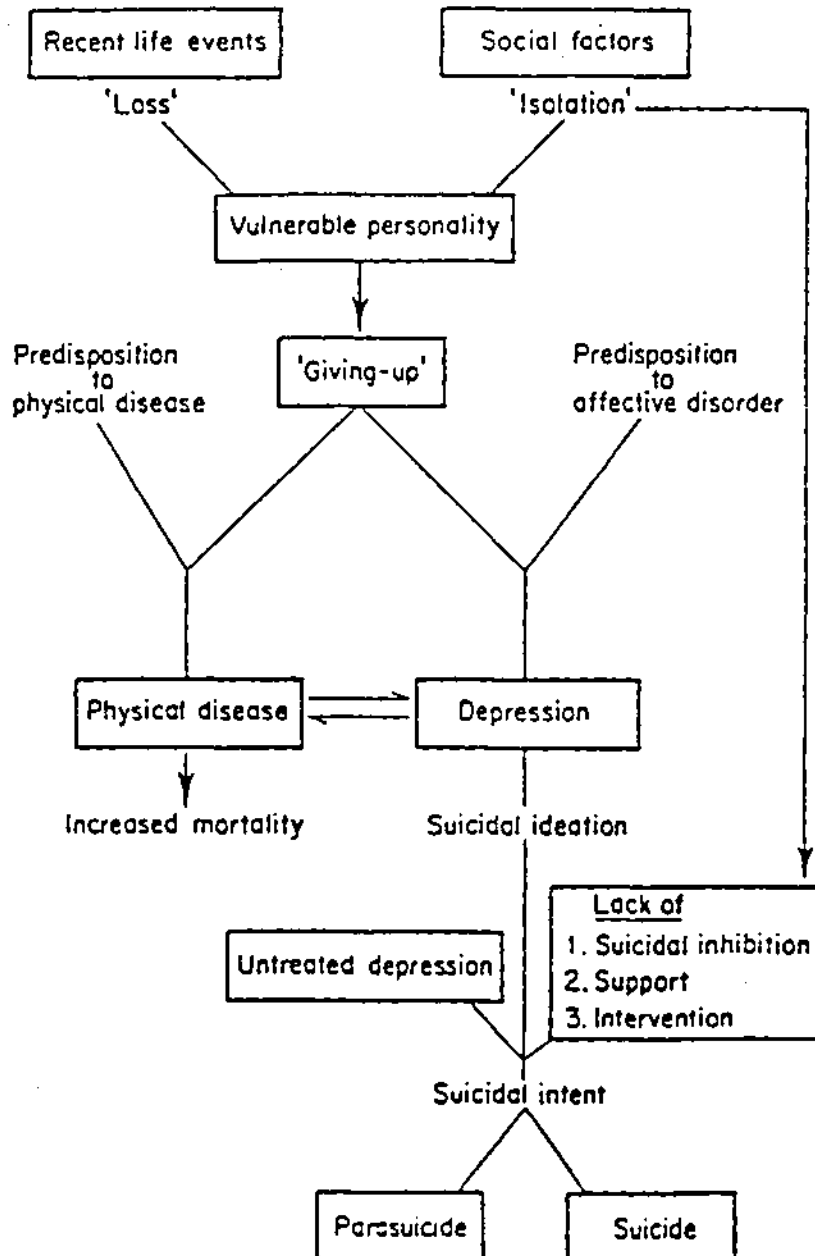 Recent life events
Social factors
'Loss'
'Isolation'
Vulnerable personality
'Giving-up'
Predisposition
to
physical disease
Predisposition
to
affective disorder
Physical disease
Depression
Increased mortality
Suicidal ideation
Lack of
1. Suicidal inhibition
2. Support
3. Intervention
Untreated depression
Suicidal intent
Parasuicide
Suicide